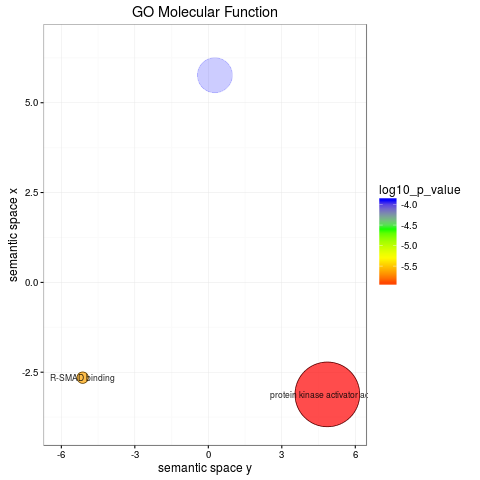 GO Molecular Function
semantic space x
5.0
2.5
0.0
-2.5
R-SMAD binding
protein kinase activator ac
-6
-3
0
3
6
semantic space y
log10_p_value
-4.0
-4.5
-5.0
-5.5